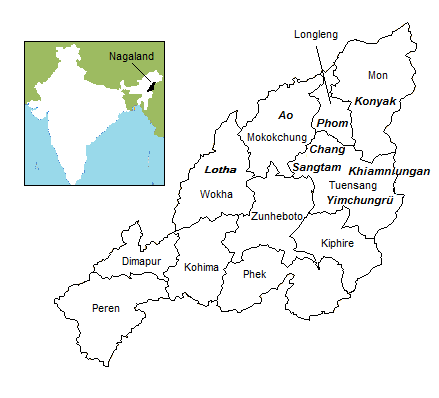 Longleng
Nagaland
Mon
Konyak
Ao
Phom
Mokokchung
Chang
Lotha
Sangtam
Khiamniungan
Tuensang
Wokha
Yimchungrü
Zunheboto
Kiphire
Dimapur
Kohima
Phek
Peren